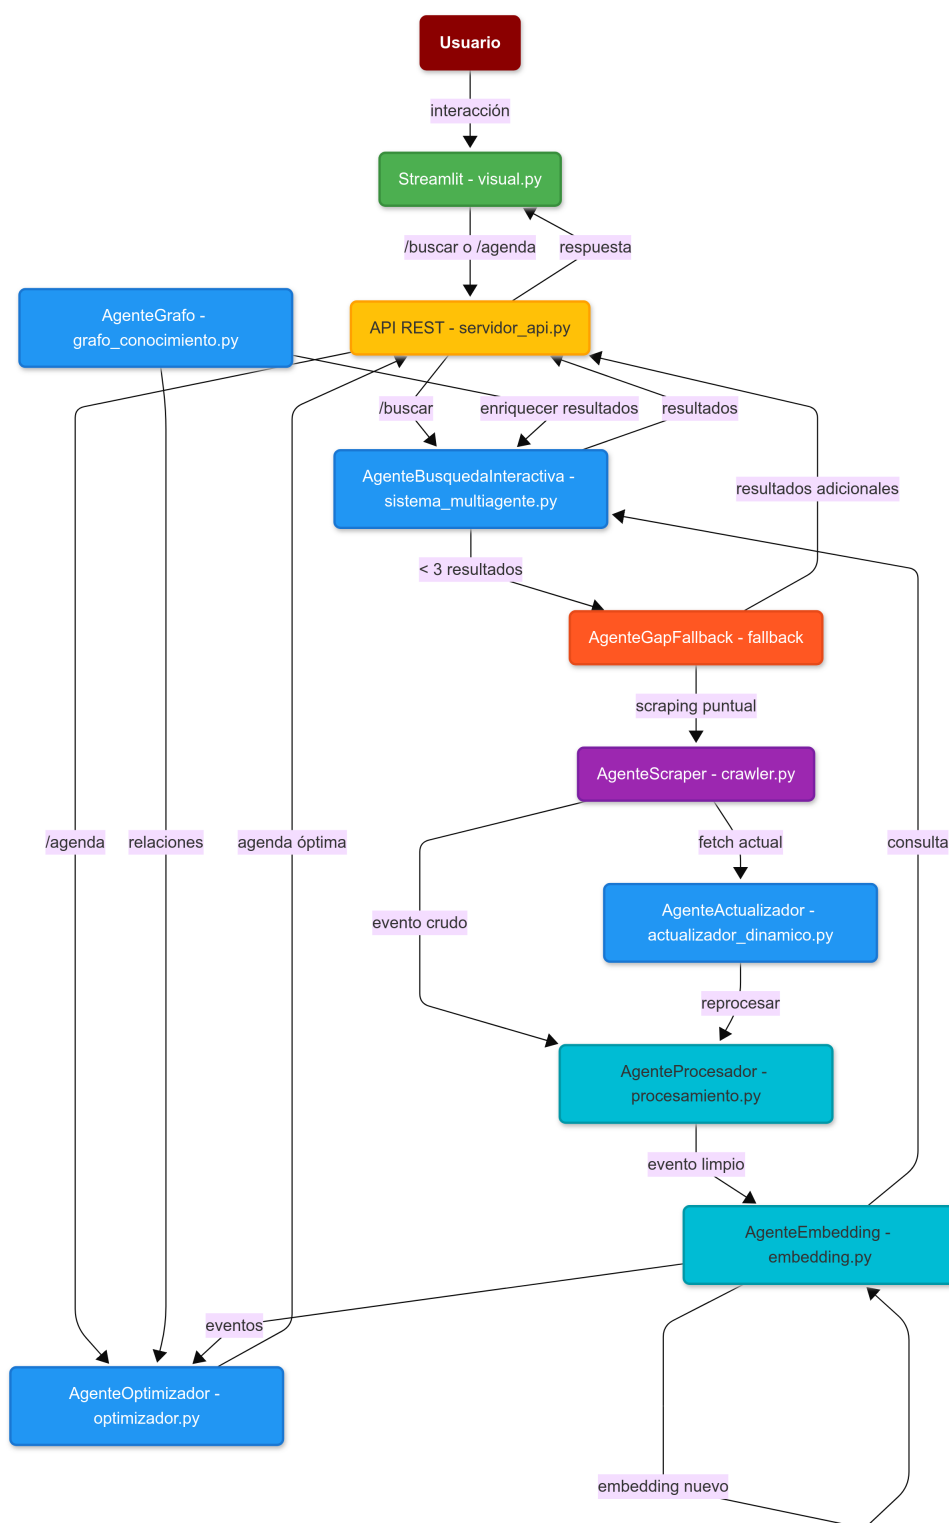 Usuario
interacción
Streamlit - visual.py
/buscar o /agenda
respuesta
AgenteGrafo -
grafo_conocimiento.py
API REST - servidor_api.py
/buscar
enriquecer resultados
resultados
AgenteBusquedaInteractiva -
sistema_multiagente.py
resultados adicionales
< 3 resultados
AgenteGapFallback - fallback
scraping puntual
AgenteScraper - crawler.py
/agenda
relaciones
agenda óptima
fetch actual
consulta
evento crudo
AgenteActualizador -
actualizador_dinamico.py
reprocesar
AgenteProcesador -
procesamiento.py
evento limpio
AgenteEmbedding -
embedding.py
eventos
AgenteOptimizador -
optimizador.py
embedding nuevo